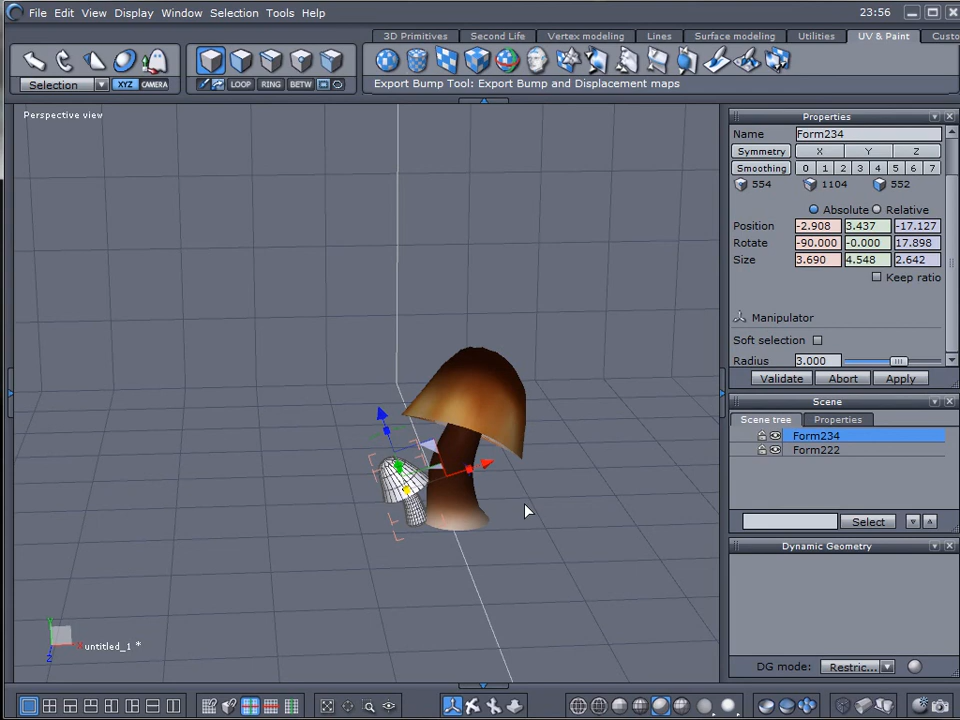 File Edit View Display Window Selection Tools Help 23:56
3D Primitives Second Life Vertex modeling Lines Surface modeling Utilities UV & Paint Custo
Selection XYZ CAMERA LOOP RING BETW Export Bump Tool: Export Bump and Displacement maps
Perspective view
Properties
Name Form234
Symmetry X Y Z
Smoothing 0 1 2 3 4 5 6 7
554 1104 552
Absolute Relative
Position -2.908 3.437 -17.127
Rotate -90.000 -0.000 17.898
Size 3.690 4.548 2.642
Keep ratio
Manipulator
Soft selection
Radius 3.000
Validate Abort Apply
Scene
Scene tree Properties
Form234
Form222
Select
Dynamic Geometry
DG mode: Restric...
Y
X
Z
untitled_1 *